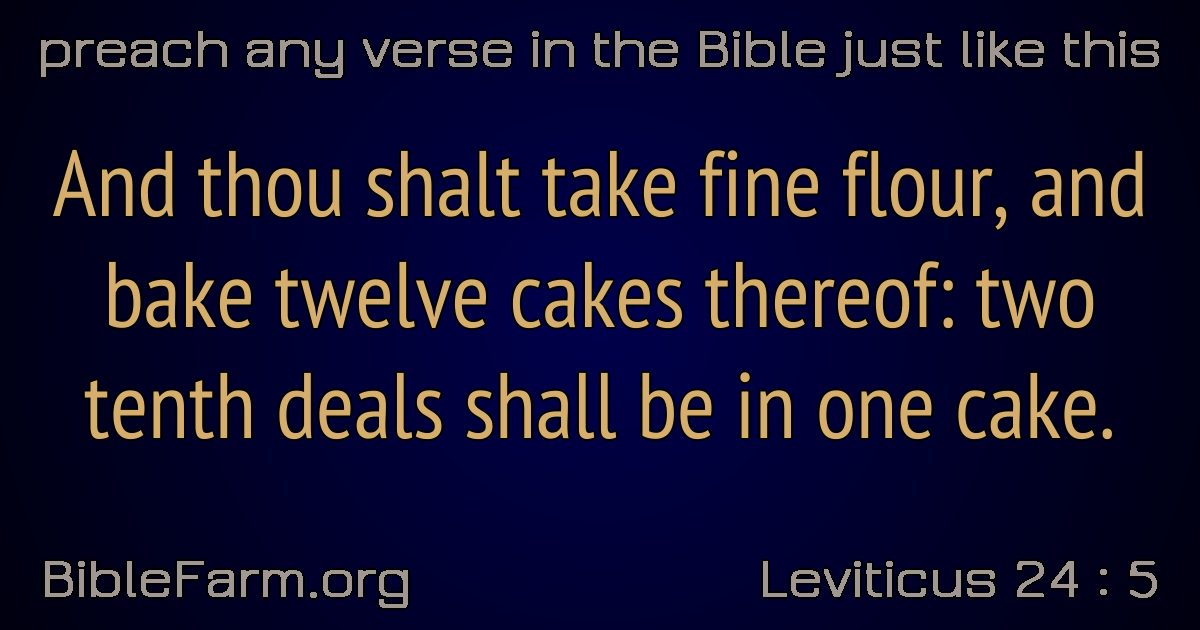 preach any verse in the Bible just like this
And thou shalt take fine flour, and
bake twelve cakes thereof: two
tenth deals shall be in one cake.
BibleFarm.org
Leviticus 24 : 5